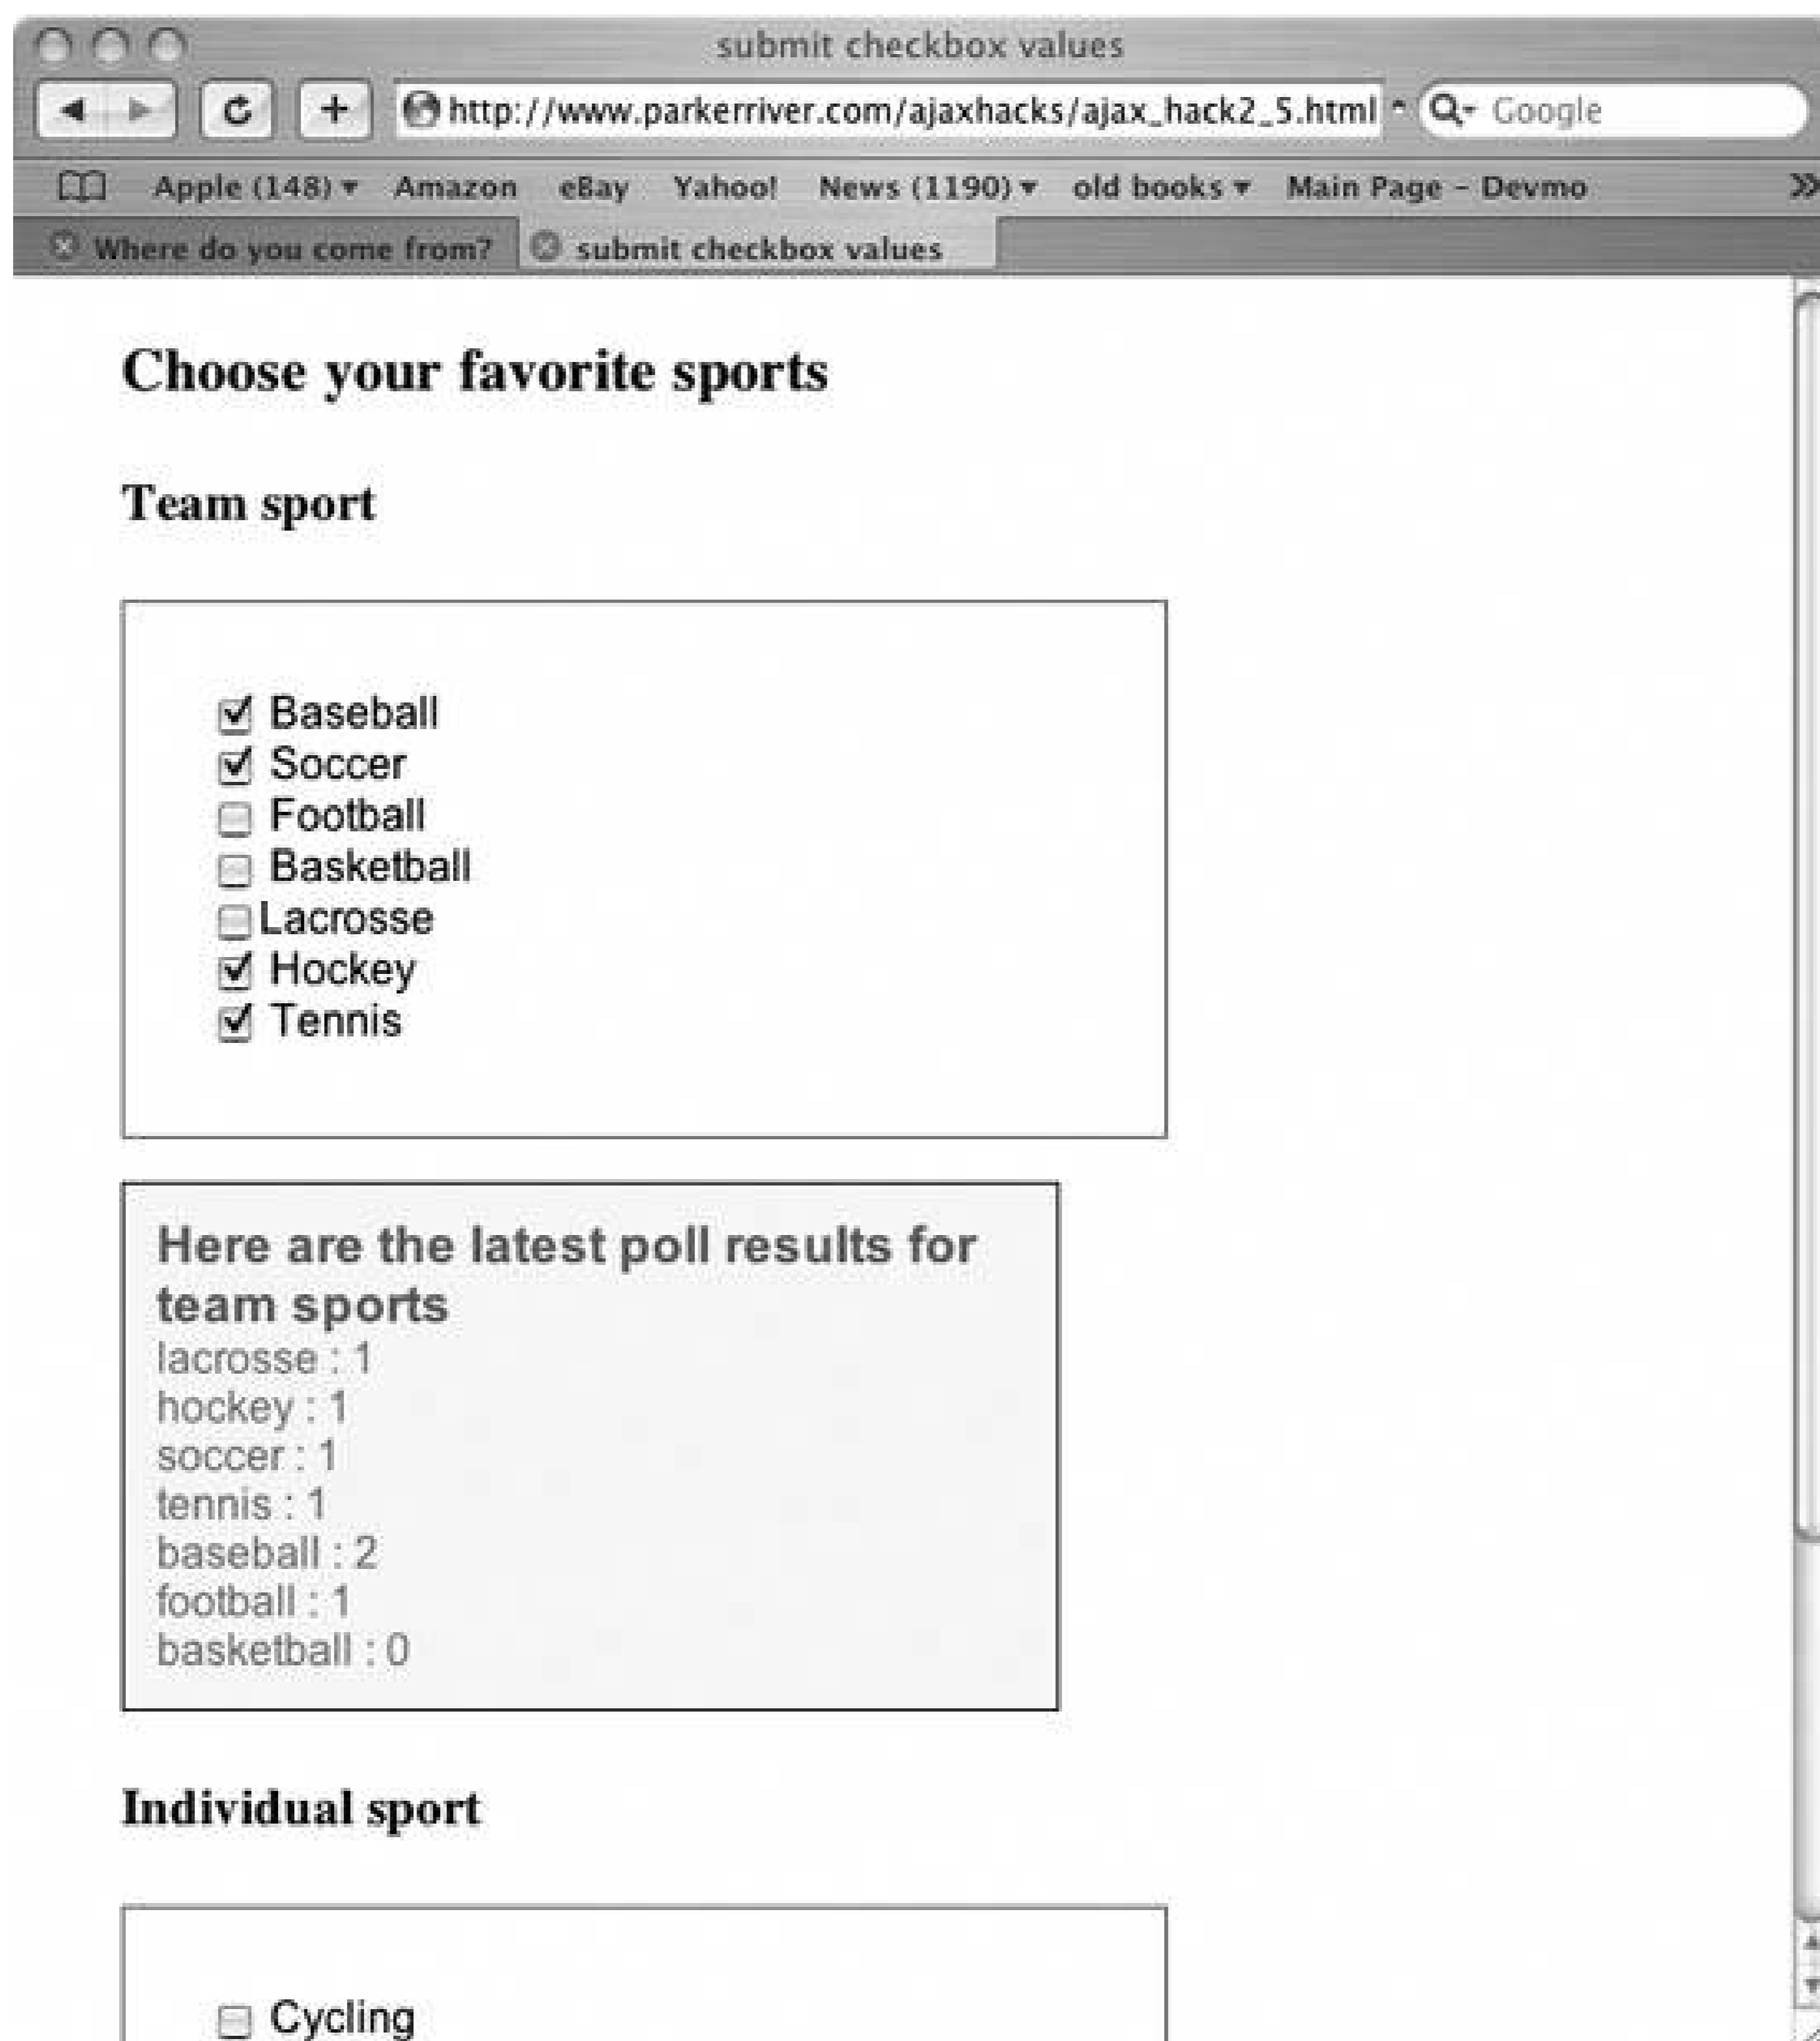 submit checkbox values
http://www.parkerriver.com/ajaxhacks/ajax_hack2_5.html Google
Apple (148) Amazon eBay Yahoo! News (1190) old books Main Page – Devmo
Where do you come from? submit checkbox values
Choose your favorite sports
Team sport
Baseball
Soccer
Football
Basketball
Lacrosse
Hockey
Tennis
Here are the latest poll results for
team sports
lacrosse : 1
hockey : 1
soccer : 1
tennis : 1
baseball : 2
football : 1
basketball : 0
Individual sport
Cycling